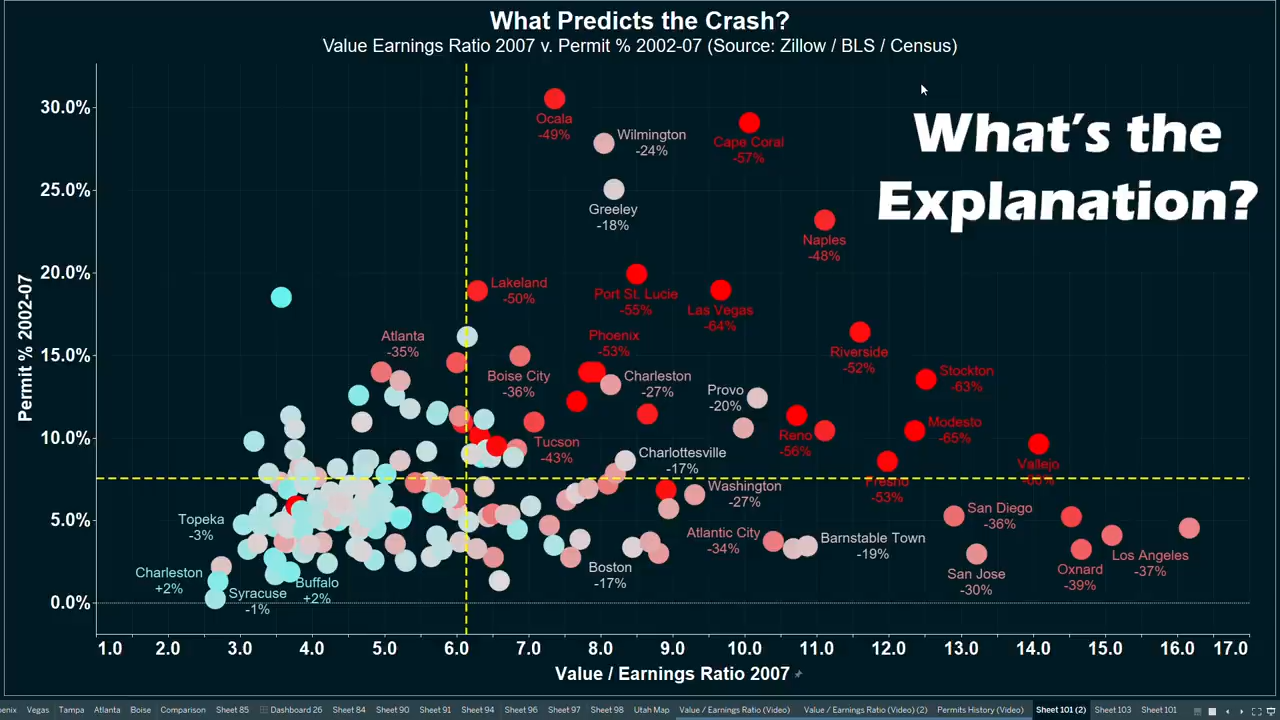 What Predicts the Crash?
Value Earnings Ratio 2007 v. Permit % 2002-07 (Source: Zillow / BLS / Census)
What's the
Explanation?
Permit % 2002-07
30.0%
25.0%
20.0%
15.0%
10.0%
5.0%
0.0%
Ocala
-49%
Wilmington
-24%
Cape Coral
-57%
Greeley
-18%
Naples
-48%
Lakeland
-50%
Port St. Lucie
-55%
Las Vegas
-64%
Atlanta
-35%
Phoenix
-53%
Riverside
-52%
Boise City
-36%
Charleston
-27%
Provo
-20%
Stockton
-63%
Reno
-56%
Modesto
-65%
Tucson
-43%
Charlottesville
-17%
Vallejo
Fresno
-53%
Washington
-27%
San Diego
-36%
Topeka
-3%
Atlantic City
-34%
Barnstable Town
-19%
Los Angeles
-37%
Boston
-17%
San Jose
-30%
Oxnard
-39%
Charleston
+2%
Syracuse
-1%
Buffalo
+2%
1.0 2.0 3.0 4.0 5.0 6.0 7.0 8.0 9.0 10.0 11.0 12.0 13.0 14.0 15.0 16.0 17.0
Value / Earnings Ratio 2007
Vegas Tampa Atlanta Boise Comparison Sheet 85 Dashboard 26 Sheet 84 Sheet 90 Sheet 91 Sheet 94 Sheet 96 Sheet 97 Sheet 98 Utah Map Value / Earnings Ratio (Video) Value / Earnings Ratio (Video) (2) Permits History (Video) Sheet 101 (2) Sheet 103 Sheet 101